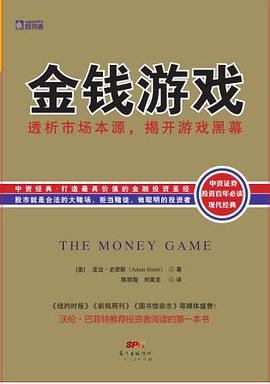 投资者
金钱游戏
透析市场本源，揭开游戏黑幕
中资经典·打造最具价值的金融投资圣经
股市就是合法的大赌场，拒当赌徒，做聪明的投资者
中资证券
投资百年必读
现代经典
THE MONEY GAME
[美] 亚当·史密斯 (Adam Smith) 著
陈丽霞 刘寅龙 译
《纽约时报》《新闻周刊》《图书馆杂志》等媒体盛赞！
沃伦·巴菲特推荐投资者阅读的第一本书